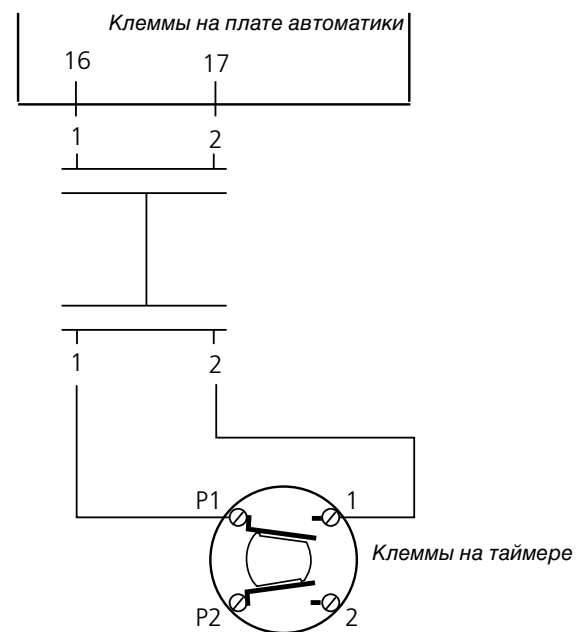 Клеммы на плате автоматики
16 17
1 2
1 2
P1 1
Клеммы на таймере
P2 2